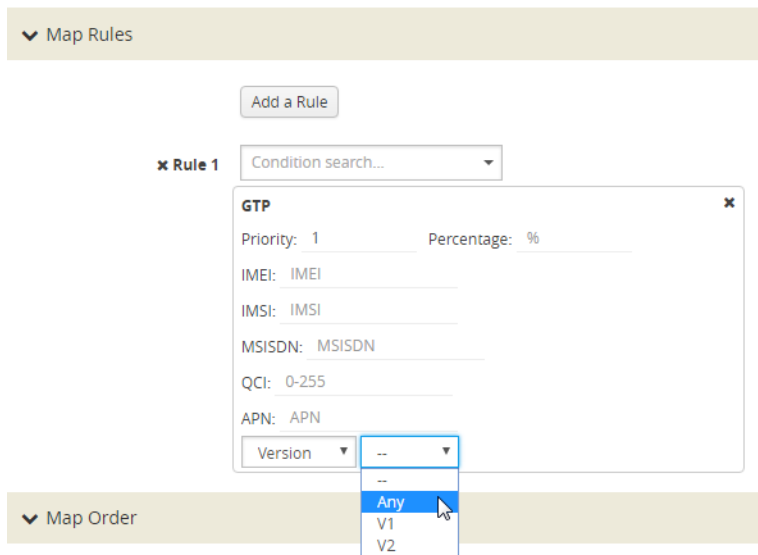 Map Rules
Add a Rule
Rule 1 Condition search...
GTP
Priority: 1 Percentage: %
IMEI: IMEI
IMSI: IMSI
MSISDN: MSISDN
QCI: 0-255
APN: APN
Version --
--
Any
Map Order
V1
V2